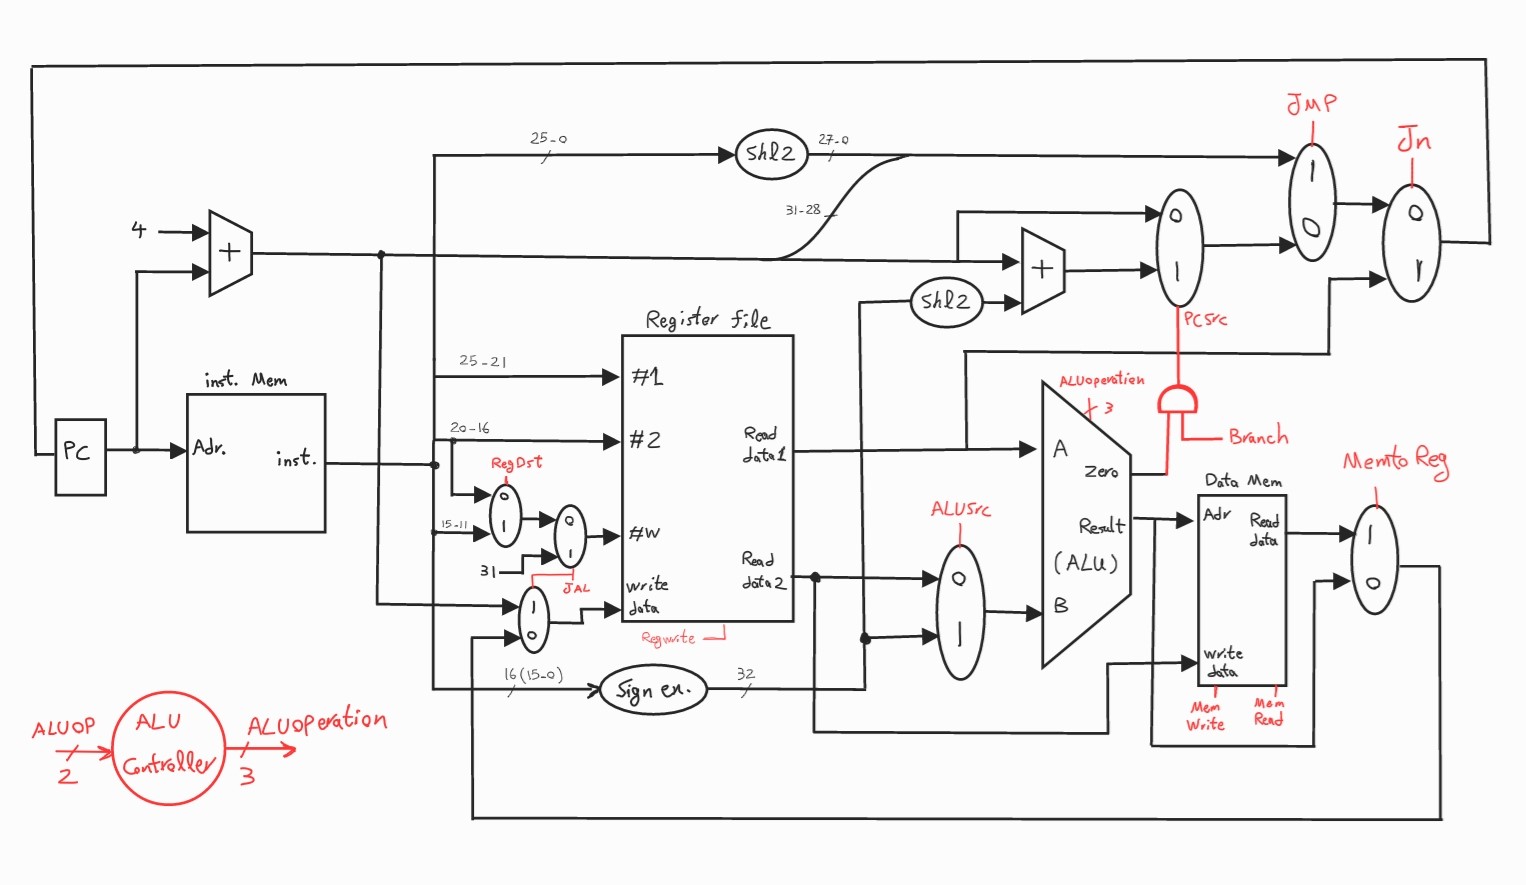 JMP
Jn
25-0
Shl2
27-0
1
0
0
1
31-28
4
+
0
1
+
Shl2
PCSrc
Register file
25-21
#1
inst. Mem
ALUoperation
3
20-16
#2
PC
Adr.
inst.
Read
data1
A
Zero
Branch
MemtoReg
RegDst
0
1
15-11
0
1
#W
31
JAL
ALUSrc
0
1
Data Mem
Adr
Read
data
Result
(ALU)
B
1
0
Read
data2
write
data
1
0
Regwrite
write
data
16(15-0)
Sign en.
32
Mem
Write
Mem
Read
ALUOP
2
ALU
Controller
ALUOperation
3